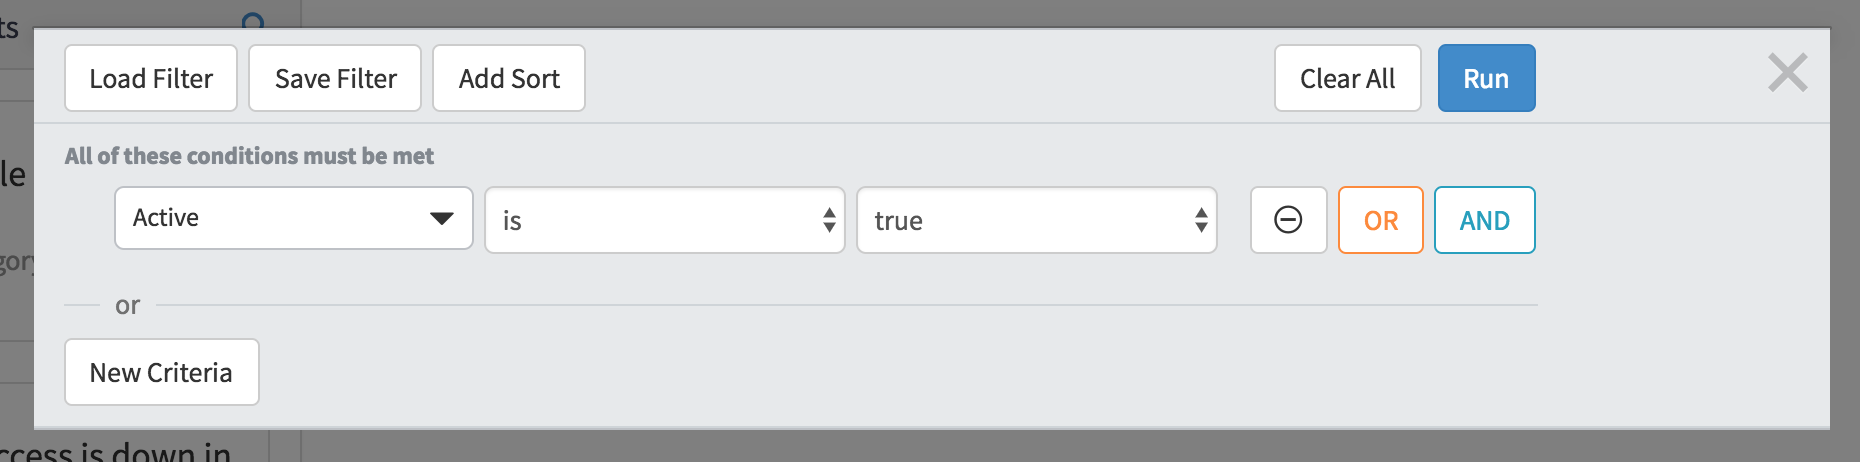 ts
Load Filter Save Filter Add Sort Clear All Run
All of these conditions must be met
le
Active is true OR AND
gory
or
New Criteria
ccess is down in